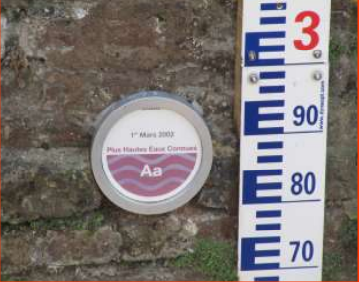 1er Mars 2002
Plus Hautes Eaux Connues
Aa
3
90
80
70